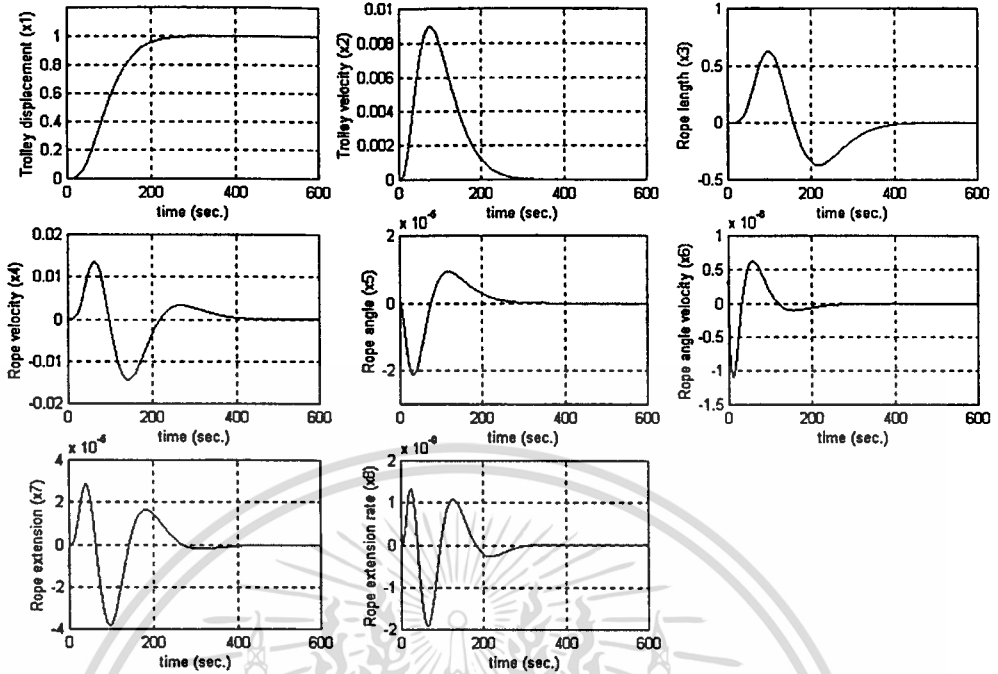 Trolley displacement (x1)
1
0.8
0.6
0.4
0.2
0
0 200 400 600
time (sec.)
Trolley velocity (x2)
0.01
0.008
0.006
0.004
0.002
0
0 200 400 600
time (sec.)
Rope length (x3)
1
0.5
0
-0.5
0 200 400 600
time (sec.)
Rope velocity (x4)
0.02
0.01
0
-0.01
-0.02
0 200 400 600
time (sec.)
Rope angle (x5)
2
0
-2
0 200 400 600
time (sec.)
Rope angle velocity (x6)
1
0.5
0
-0.5
-1
-1.5
0 200 400 600
time (sec.)
Rope extension (x7)
4
2
0
-2
-4
0 200 400 600
time (sec.)
Rope extension rate (x8)
2
1
0
-1
-2
0 200 400 600
time (sec.)